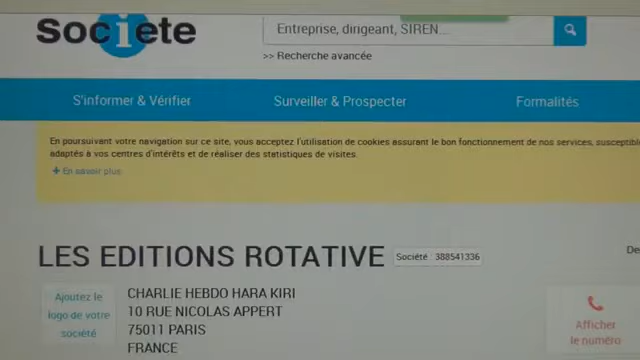 Societe
Entreprise, dirigeant, SIREN...
>> Recherche avancée
S'informer & Vérifier Surveiller & Prospecter Formalités
En poursuivant votre navigation sur ce site, vous acceptez l'utilisation de cookies assurant le bon fonctionnement de nos services,
adaptés à vos centres d'intérêts et de réaliser des statistiques de visites.
+ En savoir plus
LES EDITIONS ROTATIVE Société 388541336
Ajoutez le
logo de votre
société
CHARLIE HEBDO HARA KIRI
10 RUE NICOLAS APPERT
75011 PARIS
FRANCE
Afficher
le numéro